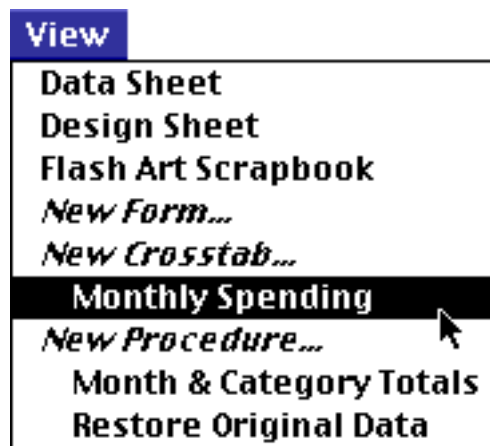 View
Data Sheet
Design Sheet
Flash Art Scrapbook
New Form...
New Crosstab...
Monthly Spending
New Procedure...
Month & Category Totals
Restore Original Data